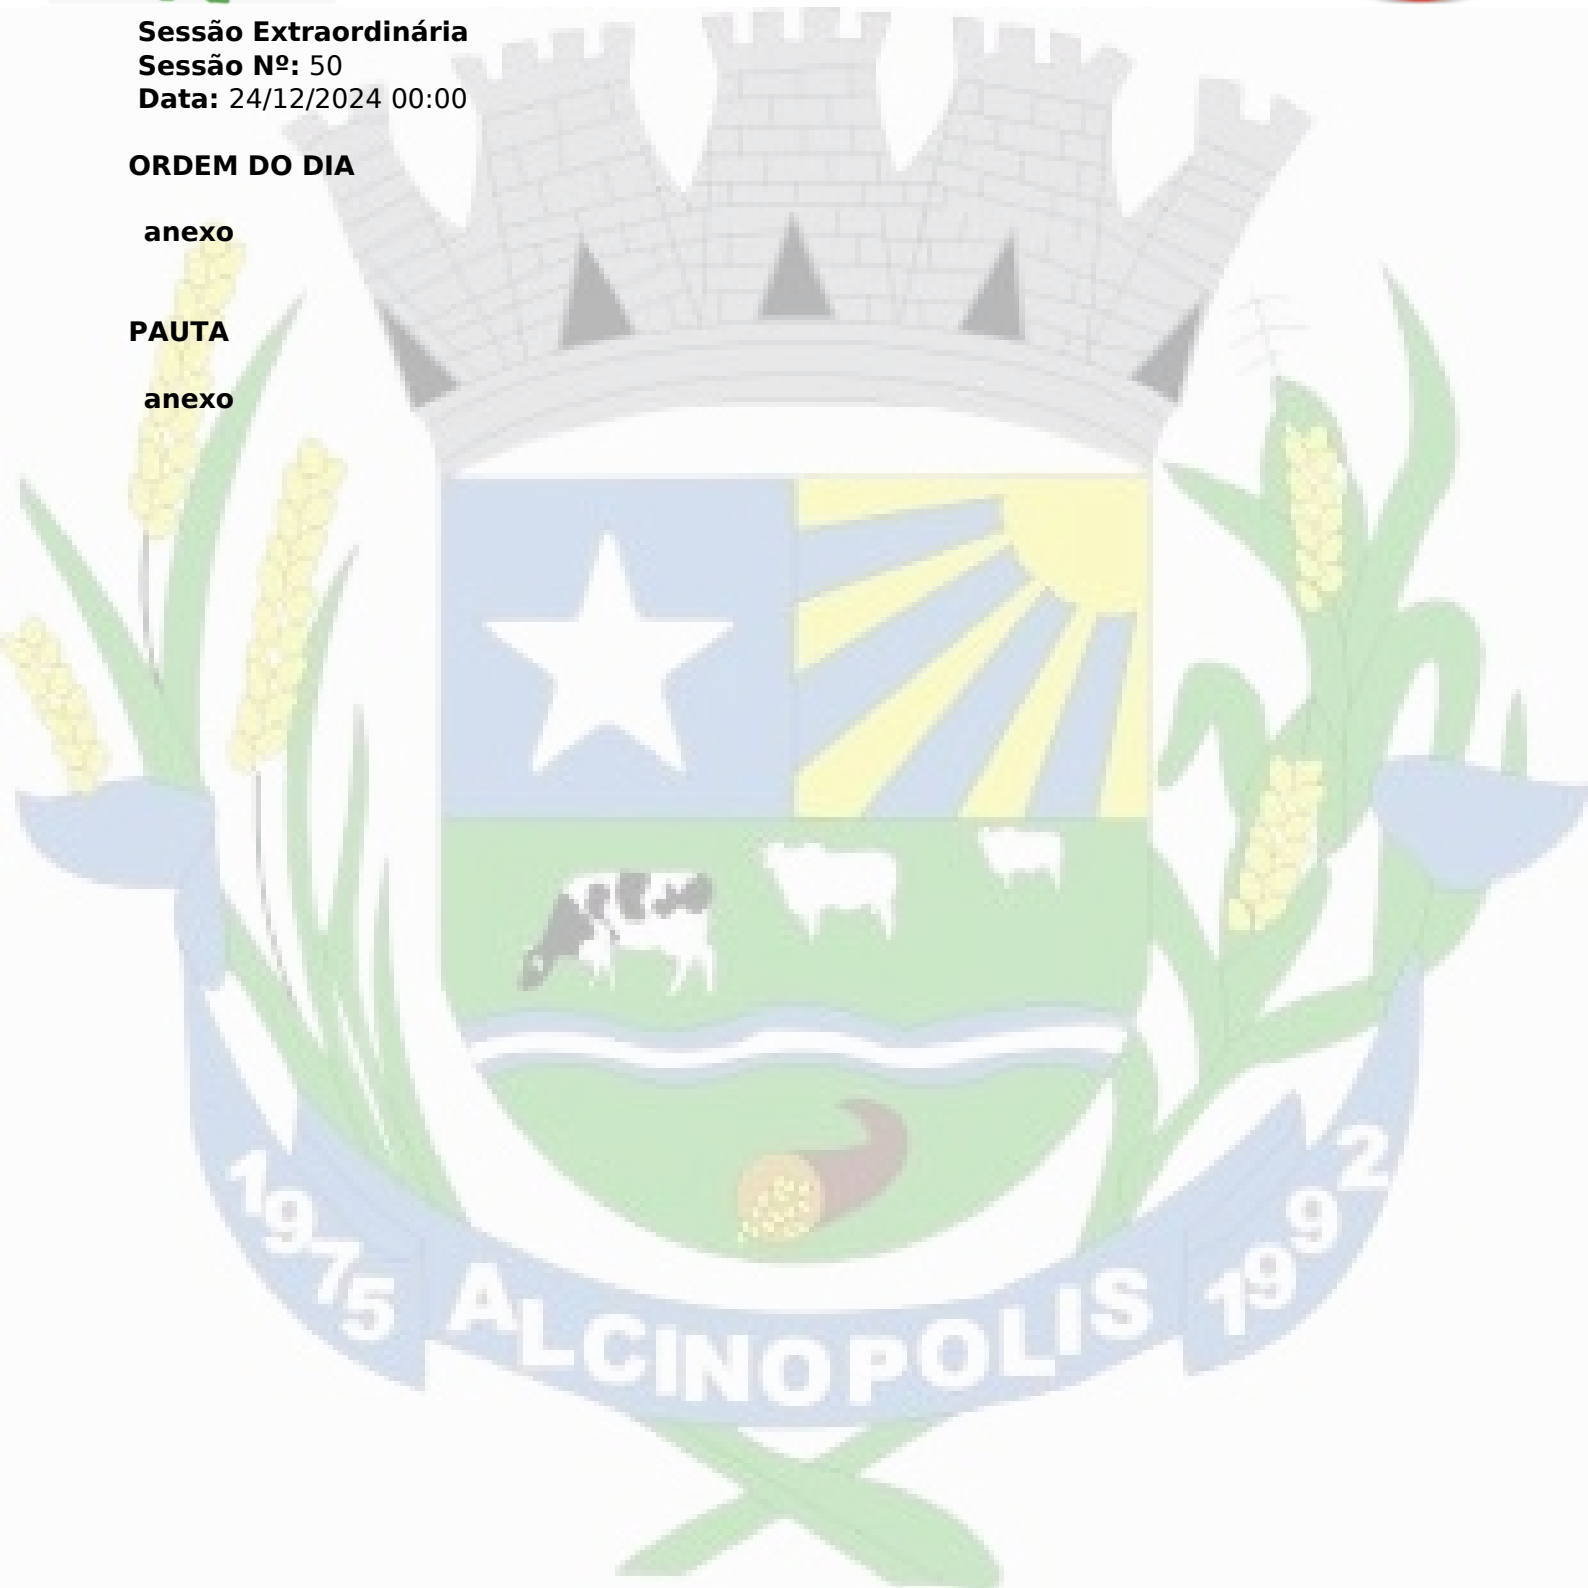 Sessão Extraordinária
Sessão Nº: 50
Data: 24/12/2024 00:00
ORDEM DO DIA
anexo
PAUTA
anexo
1975 ALCINOPOLIS 1992